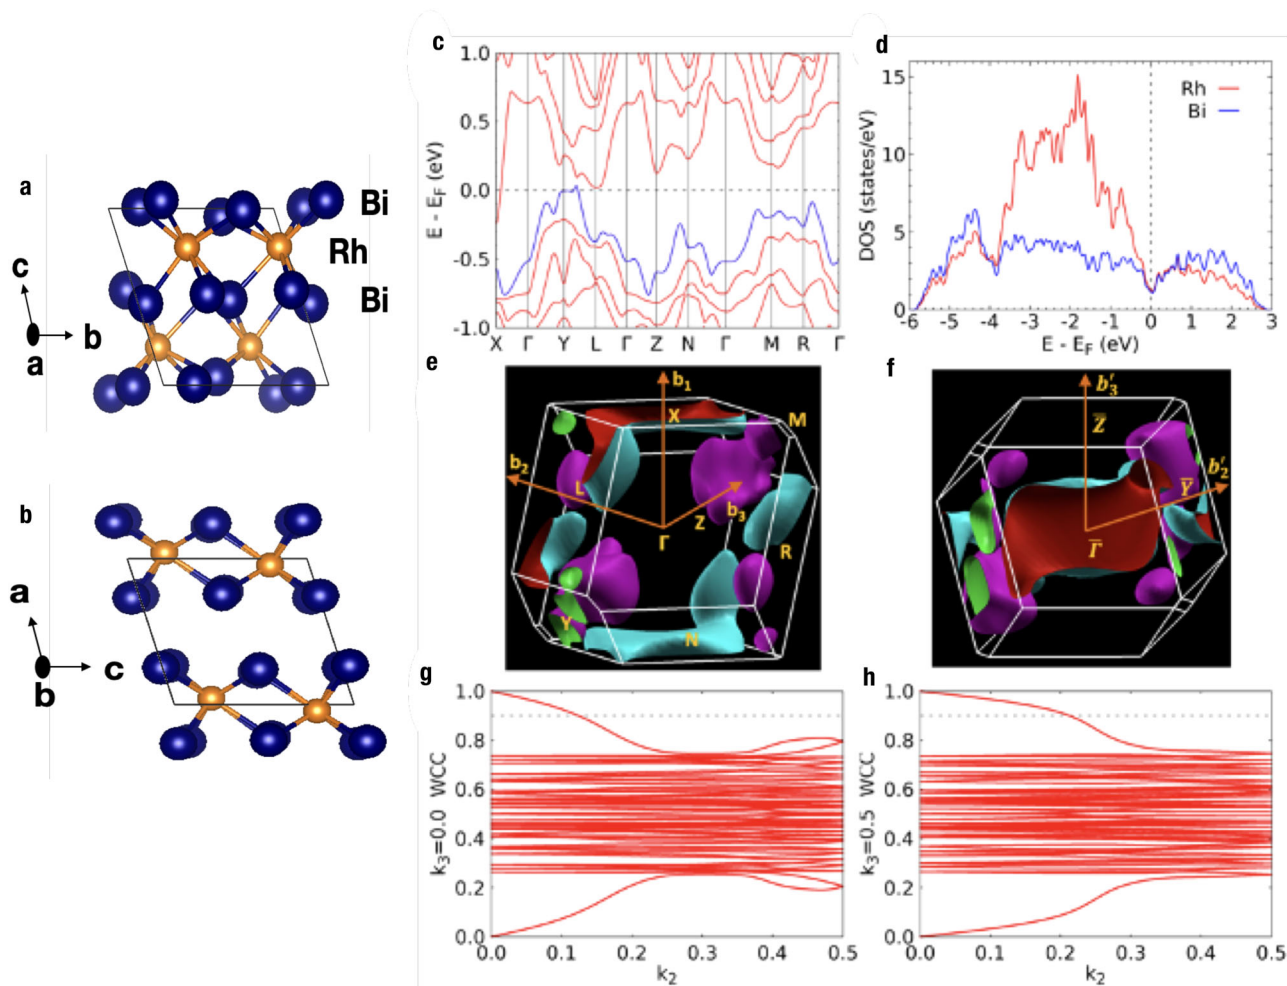 a
Bi
Rh
Bi
c
b
a
b
a
b
c
c
1.0
0.5
0.0
-0.5
-1.0
E - E_F (eV)
X Γ Y L Γ Z N Γ M R Γ
d
15
10
5
0
DOS (states/eV)
Rh
Bi
-6 -5 -4 -3 -2 -1 0 1 2 3
E - E_F (eV)
e
b₁
X
M
b₂
L
Z
b₃
Γ
R
Y
N
f
b₃′
Z̅
b₂′
Y̅
Γ̅
g
1.0
0.8
0.6
0.4
0.2
0.0
k₃=0.0 WCC
0.0 0.1 0.2 0.3 0.4 0.5
k₂
h
1.0
0.8
0.6
0.4
0.2
0.0
k₃=0.5 WCC
0.0 0.1 0.2 0.3 0.4 0.5
k₂